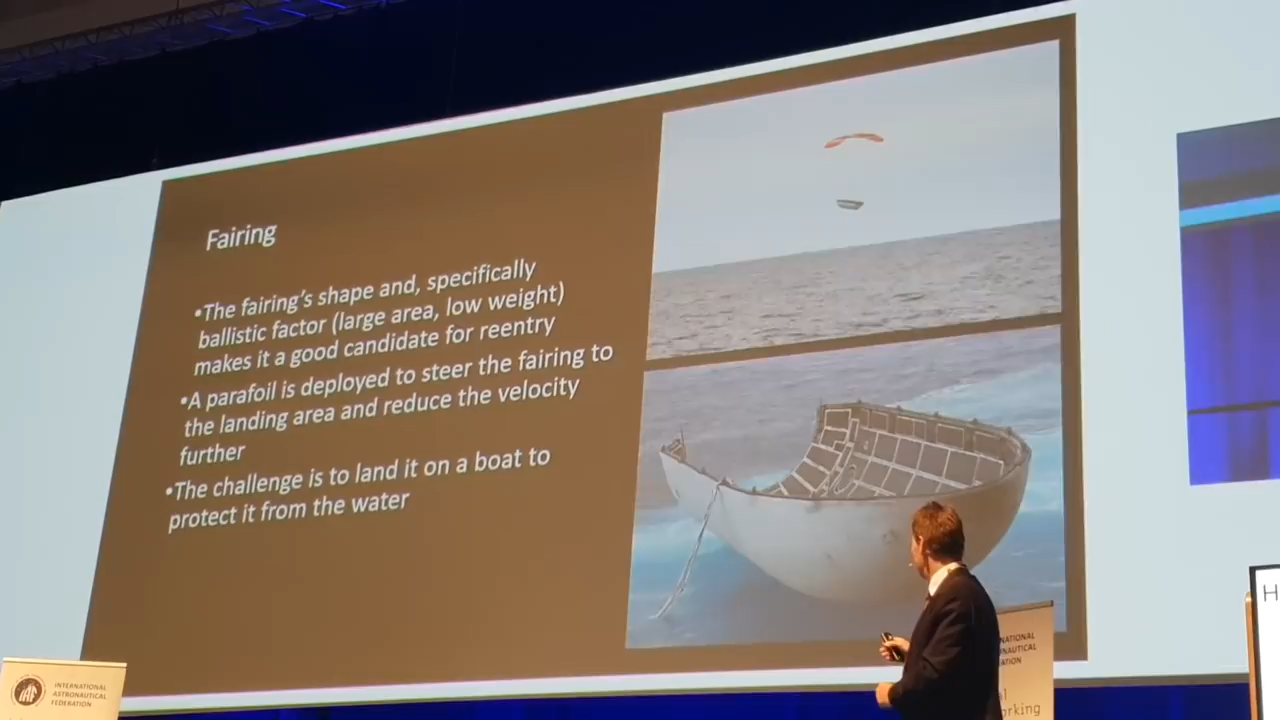 Fairing
•The fairing's shape and, specifically
ballistic factor (large area, low weight)
makes it a good candidate for reentry
•A parafoil is deployed to steer the fairing to
the landing area and reduce the velocity
further
•The challenge is to land it on a boat to
protect it from the water
IAF
INTERNATIONAL
ASTRONAUTICAL
FEDERATION